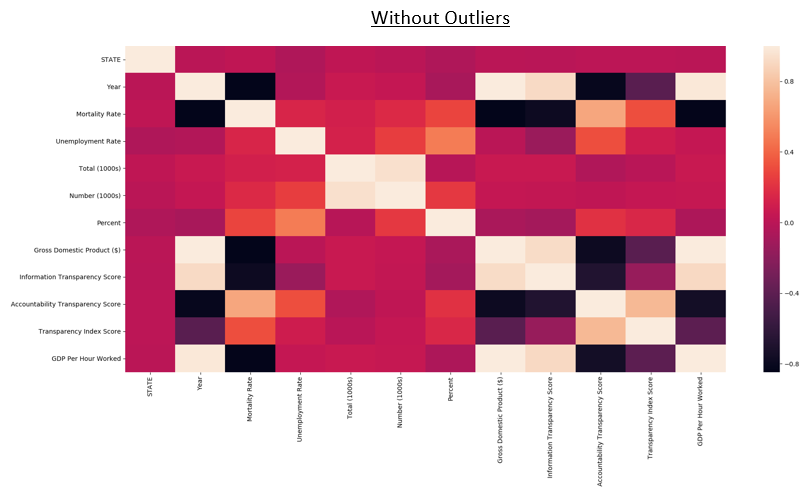 Without Outliers
STATE
Year
Mortality Rate
Unemployment Rate
Total (1000s)
Number (1000s)
Percent
Gross Domestic Product ($)
Information Transparency Score
Accountability Transparency Score
Transparency Index Score
GDP Per Hour Worked
STATE
Year
Mortality Rate
Unemployment Rate
Total (1000s)
Number (1000s)
Percent
Gross Domestic Product ($)
Information Transparency Score
Accountability Transparency Score
Transparency Index Score
GDP Per Hour Worked
0.8
0.4
0.0
−0.4
−0.8